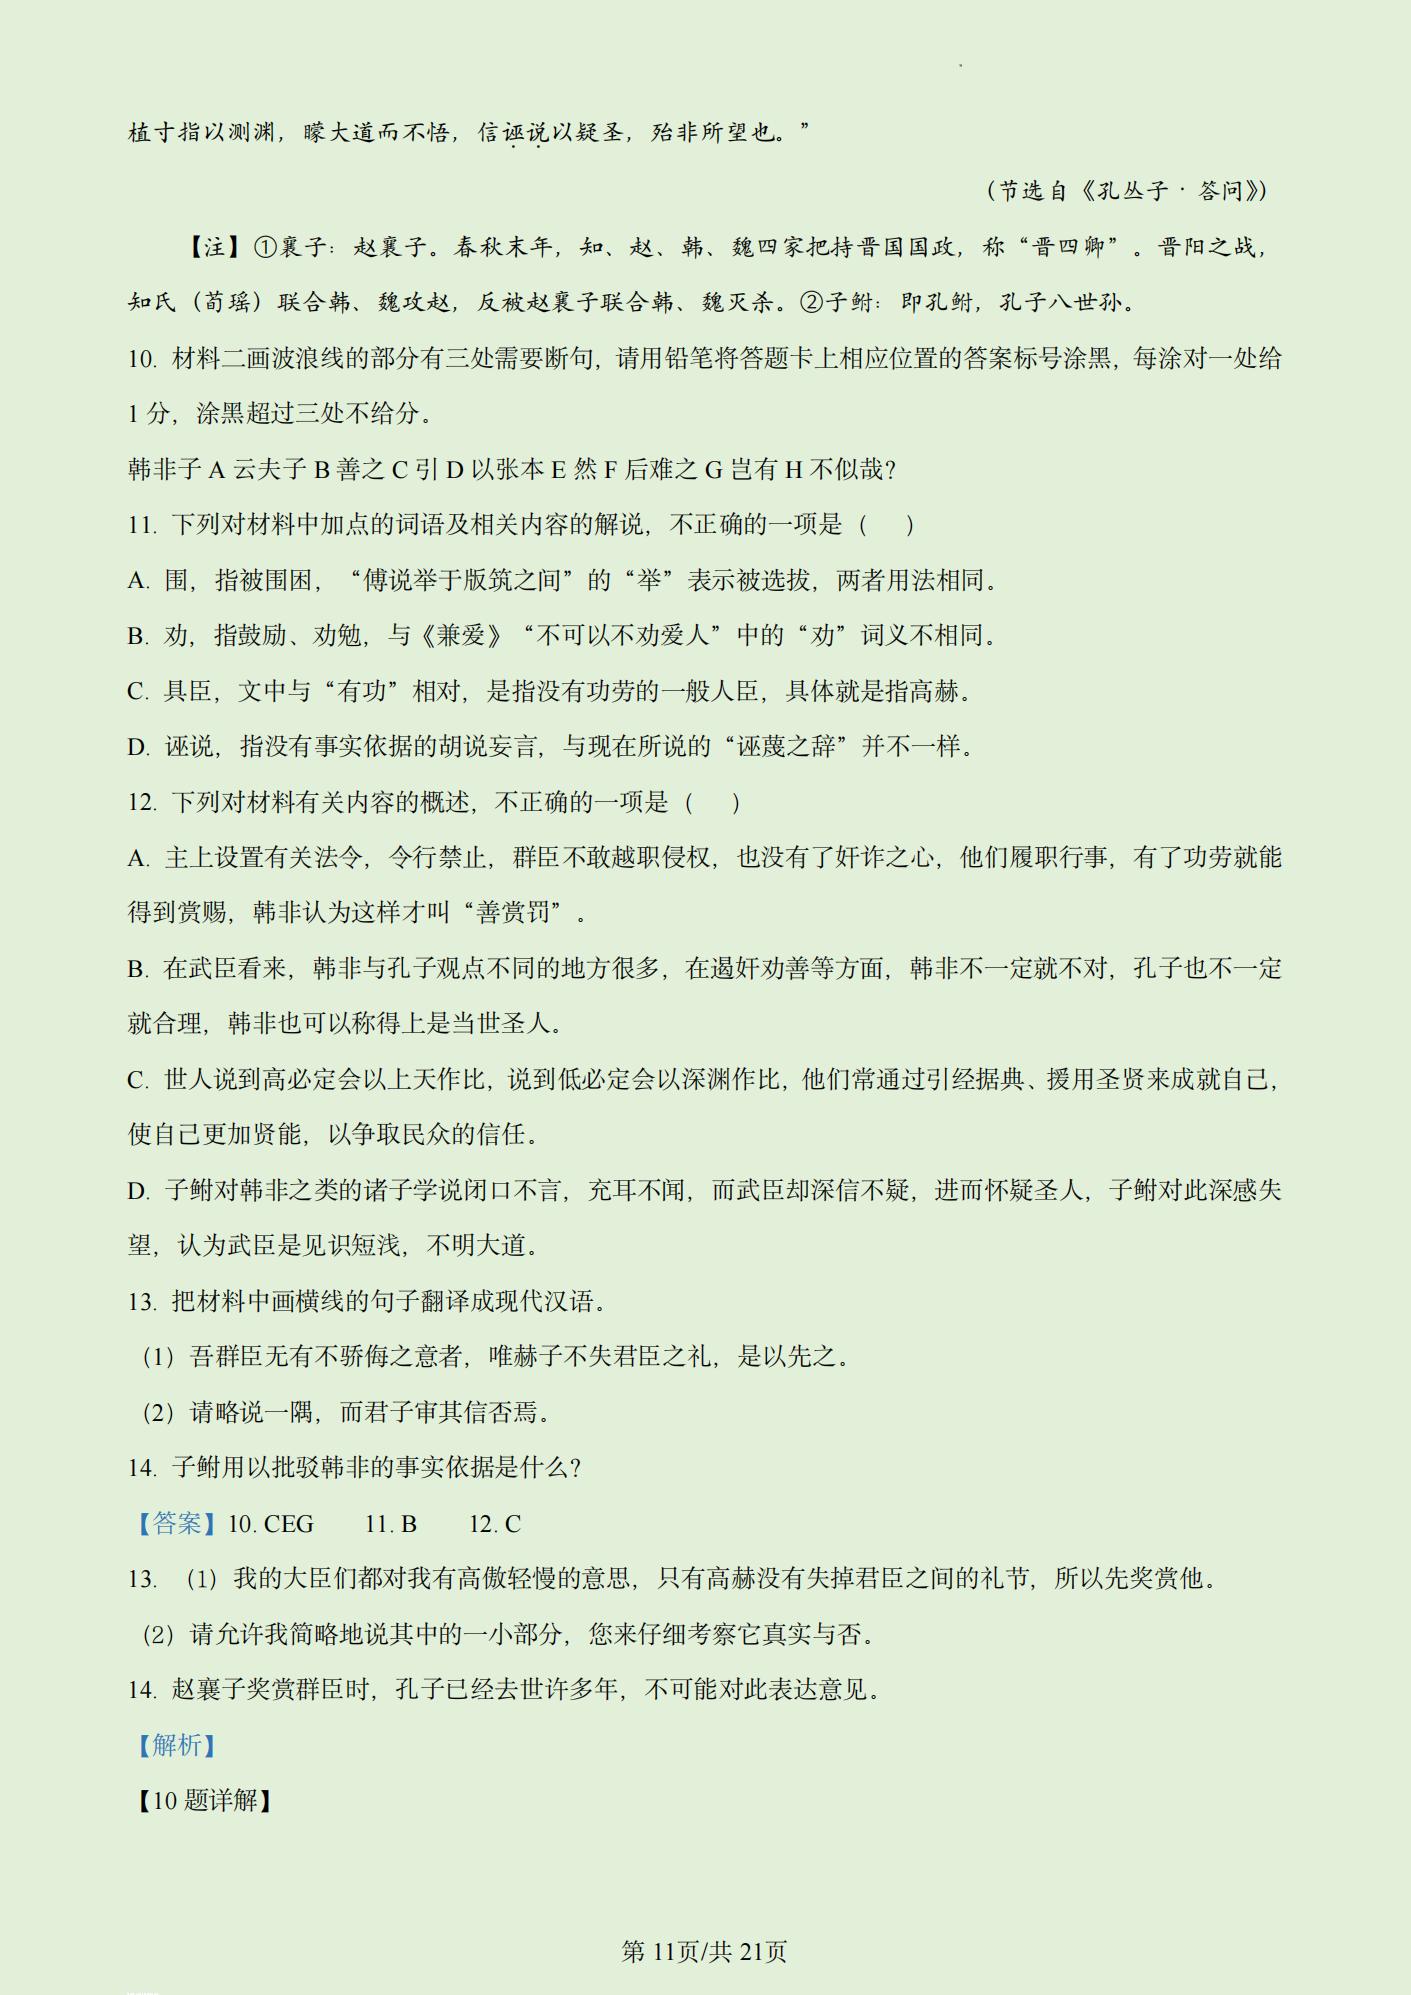 植寸指以测渊，矇大道而不悟，信诬说以疑圣，殆非所望也。”
（节选自《孔丛子·答问》）
【注】①襄子：赵襄子。春秋末年，知、赵、韩、魏四家把持晋国国政，称“晋四卿”。晋阳之战，
知氏（荀瑶）联合韩、魏攻赵，反被赵襄子联合韩、魏灭杀。②子鲋：即孔鲋，孔子八世孙。
10. 材料二画波浪线的部分有三处需要断句，请用铅笔将答题卡上相应位置的答案标号涂黑，每涂对一处给
1 分，涂黑超过三处不给分。
韩非子 A 云夫子 B 善之 C 引 D 以张本 E 然 F 后难之 G 岂有 H 不似哉？
11. 下列对材料中加点的词语及相关内容的解说，不正确的一项是（　　）
A. 围，指被围困，“傅说举于版筑之间”的“举”表示被选拔，两者用法相同。
B. 劝，指鼓励、劝勉，与《兼爱》“不可以不劝爱人”中的“劝”词义不相同。
C. 具臣，文中与“有功”相对，是指没有功劳的一般人臣，具体就是指高赫。
D. 诬说，指没有事实依据的胡说妄言，与现在所说的“诬蔑之辞”并不一样。
12. 下列对材料有关内容的概述，不正确的一项是（　　）
A. 主上设置有关法令，令行禁止，群臣不敢越职侵权，也没有了奸诈之心，他们履职行事，有了功劳就能
得到赏赐，韩非认为这样才叫“善赏罚”。
B. 在武臣看来，韩非与孔子观点不同的地方很多，在遏奸劝善等方面，韩非不一定就不对，孔子也不一定
就合理，韩非也可以称得上是当世圣人。
C. 世人说到高必定会以上天作比，说到低必定会以深渊作比，他们常通过引经据典、援用圣贤来成就自己，
使自己更加贤能，以争取民众的信任。
D. 子鲋对韩非之类的诸子学说闭口不言，充耳不闻，而武臣却深信不疑，进而怀疑圣人，子鲋对此深感失
望，认为武臣是见识短浅，不明大道。
13. 把材料中画横线的句子翻译成现代汉语。
（1）吾群臣无有不骄侮之意者，唯赫子不失君臣之礼，是以先之。
（2）请略说一隅，而君子审其信否焉。
14. 子鲋用以批驳韩非的事实依据是什么？
【答案】10. CEG　　11. B　　12. C
13. （1）我的大臣们都对我有高傲轻慢的意思，只有高赫没有失掉君臣之间的礼节，所以先奖赏他。
（2）请允许我简略地说其中的一小部分，您来仔细考察它真实与否。
14. 赵襄子奖赏群臣时，孔子已经去世许多年，不可能对此表达意见。
【解析】
【10 题详解】
第 11页/共 21页